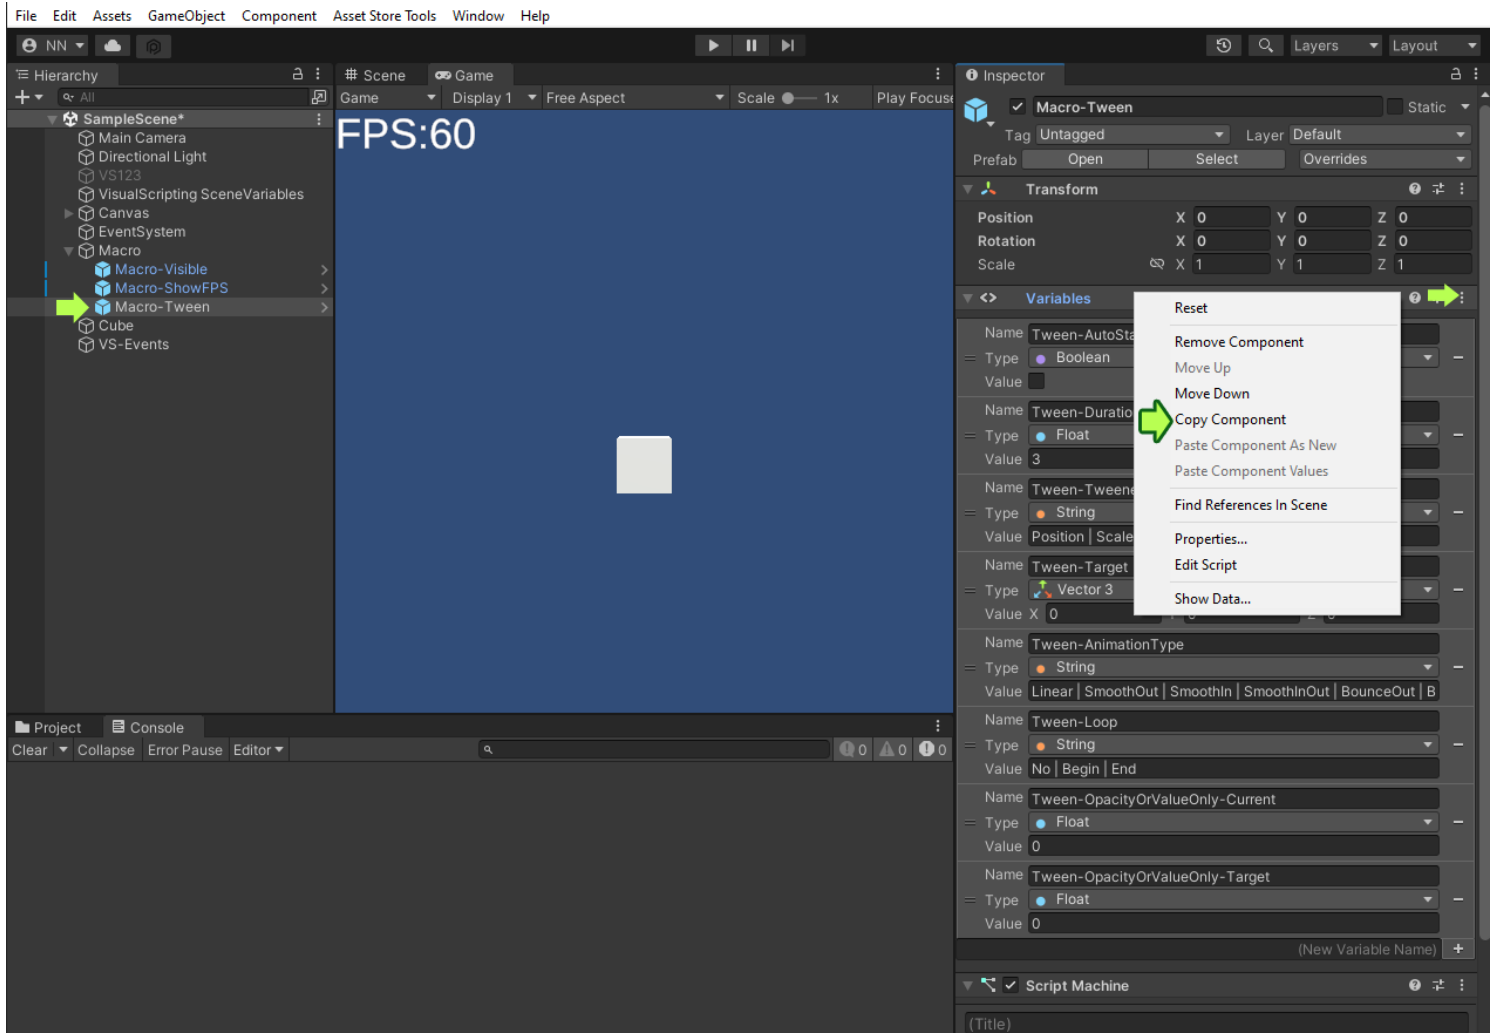 File Edit Assets GameObject Component Asset Store Tools Window Help
NN Layers Layout
Hierarchy
All
SampleScene*
Main Camera
Directional Light
VS123
VisualScripting SceneVariables
Canvas
EventSystem
Macro
Macro-Visible
Macro-ShowFPS
Macro-Tween
Cube
VS-Events
# Scene Game
Game Display 1 Free Aspect Scale 1x Play Focuse
FPS:60
Inspector
Macro-Tween Static
Tag Untagged Layer Default
Prefab Open Select Overrides
Transform
Position X 0 Y 0 Z 0
Rotation X 0 Y 0 Z 0
Scale X 1 Y 1 Z 1
Variables
Name Tween-AutoSta
Type Boolean
Value
Name Tween-Duratio
Type Float
Value 3
Name Tween-Tweene
Type String
Value Position | Scale
Name Tween-Target
Type Vector 3
Value X 0
Reset
Remove Component
Move Up
Move Down
Copy Component
Paste Component As New
Paste Component Values
Find References In Scene
Properties...
Edit Script
Show Data...
Name Tween-AnimationType
Type String
Value Linear | SmoothOut | SmoothIn | SmoothInOut | BounceOut | B
Name Tween-Loop
Type String
Value No | Begin | End
Name Tween-OpacityOrValueOnly-Current
Type Float
Value 0
Name Tween-OpacityOrValueOnly-Target
Type Float
Value 0
(New Variable Name) +
Script Machine
(Title)
Project Console
Clear Collapse Error Pause Editor 0 0 0